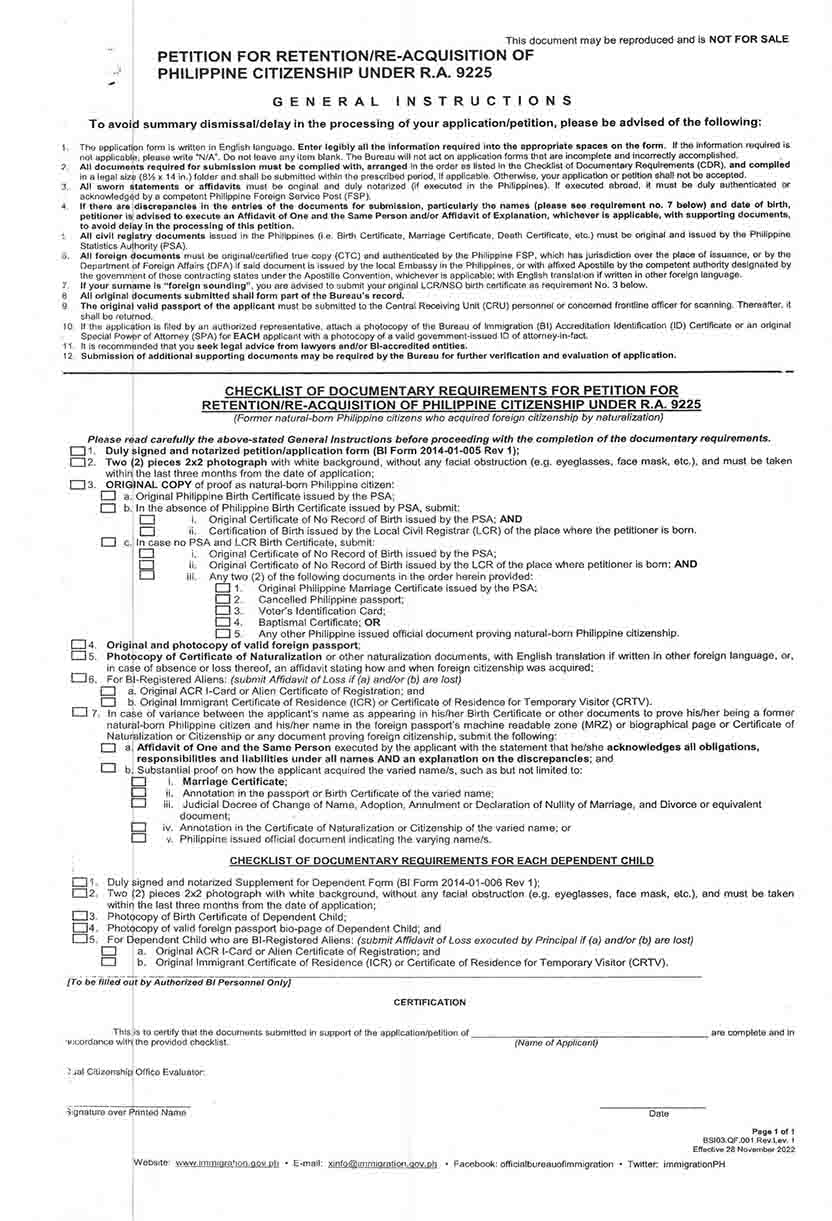 This document may be reproduced and is NOT FOR SALE
PETITION FOR RETENTION/RE-ACQUISITION OF
PHILIPPINE CITIZENSHIP UNDER R.A. 9225
GENERAL INSTRUCTIONS
To avoid summary dismissal/delay in the processing of your application/petition, please be advised of the following:
1. The application form is written in English language. Enter legibly all the information required into the appropriate spaces on the form. If the information required is
not applicable, please write "N/A". Do not leave any item blank. The Bureau will not act on application forms that are incomplete and incorrectly accomplished.
2. All documents required for submission must be complied with, arranged in the order as listed in the Checklist of Documentary Requirements (CDR), and compiled
in a legal size (8½ x 14 in.) folder and shall be submitted within the prescribed period, if applicable. Otherwise, your application or petition shall not be accepted.
3. All sworn statements or affidavits must be original and duly notarized (if executed in the Philippines). If executed abroad, it must be duly authenticated or
acknowledged by a competent Philippine Foreign Service Post (FSP).
4. If there are discrepancies in the entries of the documents for submission, particularly the names (please see requirement no. 7 below) and date of birth,
petitioner is advised to execute an Affidavit of One and the Same Person and/or Affidavit of Explanation, whichever is applicable, with supporting documents,
to avoid delay in the processing of this petition.
All civil registry documents issued in the Philippines (i.e. Birth Certificate, Marriage Certificate, Death Certificate, etc.) must be original and issued by the Philippine
Statistics Authority (PSA).
6. All foreign documents must be original/certified true copy (CTC) and authenticated by the Philippine FSP, which has jurisdiction over the place of issuance, or by the
Department of Foreign Affairs (DFA) if said document is issued by the local Embassy in the Philippines, or with affixed Apostille by the competent authority designated by
the government of those contracting states under the Apostille Convention, whichever is applicable; with English translation if written in other foreign language.
7. If your surname is "foreign sounding", you are advised to submit your original LCR/NSO birth certificate as requirement No. 3 below.
8 All original documents submitted shall form part of the Bureau's record.
9 The original valid passport of the applicant must be submitted to the Central Receiving Unit (CRU) personnel or concerned frontline officer for scanning. Thereafter, it
shall be returned.
10. If the application is filed by an authorized representative, attach a photocopy of the Bureau of Immigration (BI) Accreditation Identification (ID) Certificate or an original
Special Power of Attorney (SPA) for EACH applicant with a photocopy of a valid government-issued ID of attorney-in-fact.
11. It is recommended that you seek legal advice from lawyers and/or BI-accredited entities.
12. Submission of additional supporting documents may be required by the Bureau for further verification and evaluation of application.
CHECKLIST OF DOCUMENTARY REQUIREMENTS FOR PETITION FOR
RETENTION/RE-ACQUISITION OF PHILIPPINE CITIZENSHIP UNDER R.A. 9225
(Former natural-born Philippine citizens who acquired foreign citizenship by naturalization)
Please read carefully the above-stated General Instructions before proceeding with the completion of the documentary requirements.
1. Duly signed and notarized petition/application form (BI Form 2014-01-005 Rev 1);
2. Two (2) pieces 2x2 photograph with white background, without any facial obstruction (e.g. eyeglasses, face mask, etc.), and must be taken
within the last three months from the date of application;
3. ORIGINAL COPY of proof as natural-born Philippine citizen:
a. Original Philippine Birth Certificate issued by the PSA;
b. In the absence of Philippine Birth Certificate issued by PSA, submit:
i. Original Certificate of No Record of Birth issued by the PSA; AND
ii. Certification of Birth issued by the Local Civil Registrar (LCR) of the place where the petitioner is born.
c. In case no PSA and LCR Birth Certificate, submit:
i. Original Certificate of No Record of Birth issued by the PSA;
ii. Original Certificate of No Record of Birth issued by the LCR of the place where petitioner is born; AND
iii. Any two (2) of the following documents in the order herein provided:
1. Original Philippine Marriage Certificate issued by the PSA;
2. Cancelled Philippine passport;
3. Voter's Identification Card;
4. Baptismal Certificate; OR
5. Any other Philippine issued official document proving natural-born Philippine citizenship.
4. Original and photocopy of valid foreign passport;
5. Photocopy of Certificate of Naturalization or other naturalization documents, with English translation if written in other foreign language, or,
in case of absence or loss thereof, an affidavit stating how and when foreign citizenship was acquired;
6. For BI-Registered Aliens: (submit Affidavit of Loss if (a) and/or (b) are lost)
a. Original ACR I-Card or Alien Certificate of Registration; and
b. Original Immigrant Certificate of Residence (ICR) or Certificate of Residence for Temporary Visitor (CRTV).
7. In case of variance between the applicant's name as appearing in his/her Birth Certificate or other documents to prove his/her being a former
natural-born Philippine citizen and his/her name in the foreign passport's machine readable zone (MRZ) or biographical page or Certificate of
Naturalization or Citizenship or any document proving foreign citizenship, submit the following:
a. Affidavit of One and the Same Person executed by the applicant with the statement that he/she acknowledges all obligations,
responsibilities and liabilities under all names AND an explanation on the discrepancies; and
b. Substantial proof on how the applicant acquired the varied name/s, such as but not limited to:
i. Marriage Certificate;
ii. Annotation in the passport or Birth Certificate of the varied name;
iii. Judicial Decree of Change of Name, Adoption, Annulment or Declaration of Nullity of Marriage, and Divorce or equivalent
document;
iv. Annotation in the Certificate of Naturalization or Citizenship of the varied name; or
v. Philippine issued official document indicating the varying name/s.
CHECKLIST OF DOCUMENTARY REQUIREMENTS FOR EACH DEPENDENT CHILD
1. Duly signed and notarized Supplement for Dependent Form (BI Form 2014-01-006 Rev 1);
2. Two (2) pieces 2x2 photograph with white background, without any facial obstruction (e.g. eyeglasses, face mask, etc.), and must be taken
within the last three months from the date of application;
3. Photocopy of Birth Certificate of Dependent Child;
4. Photocopy of valid foreign passport bio-page of Dependent Child; and
5. For Dependent Child who are BI-Registered Aliens: (submit Affidavit of Loss executed by Principal if (a) and/or (b) are lost)
a. Original ACR I-Card or Alien Certificate of Registration; and
b. Original Immigrant Certificate of Residence (ICR) or Certificate of Residence for Temporary Visitor (CRTV).
[To be filled out by Authorized BI Personnel Only]
CERTIFICATION
This is to certify that the documents submitted in support of the application/petition of ____ are complete and in
accordance with the provided checklist.
(Name of Applicant)
Citizenship Office Evaluator:
Signature over Printed Name
Date
Page 1 of 1
BSI03.QF.001.Rev.Lev. 1
Effective 28 November 2022
Website: www.immigration.gov.ph • E-mail: xinfo@immigration.gov.ph • Facebook: officialbureauofimmigration • Twitter: immigrationPH